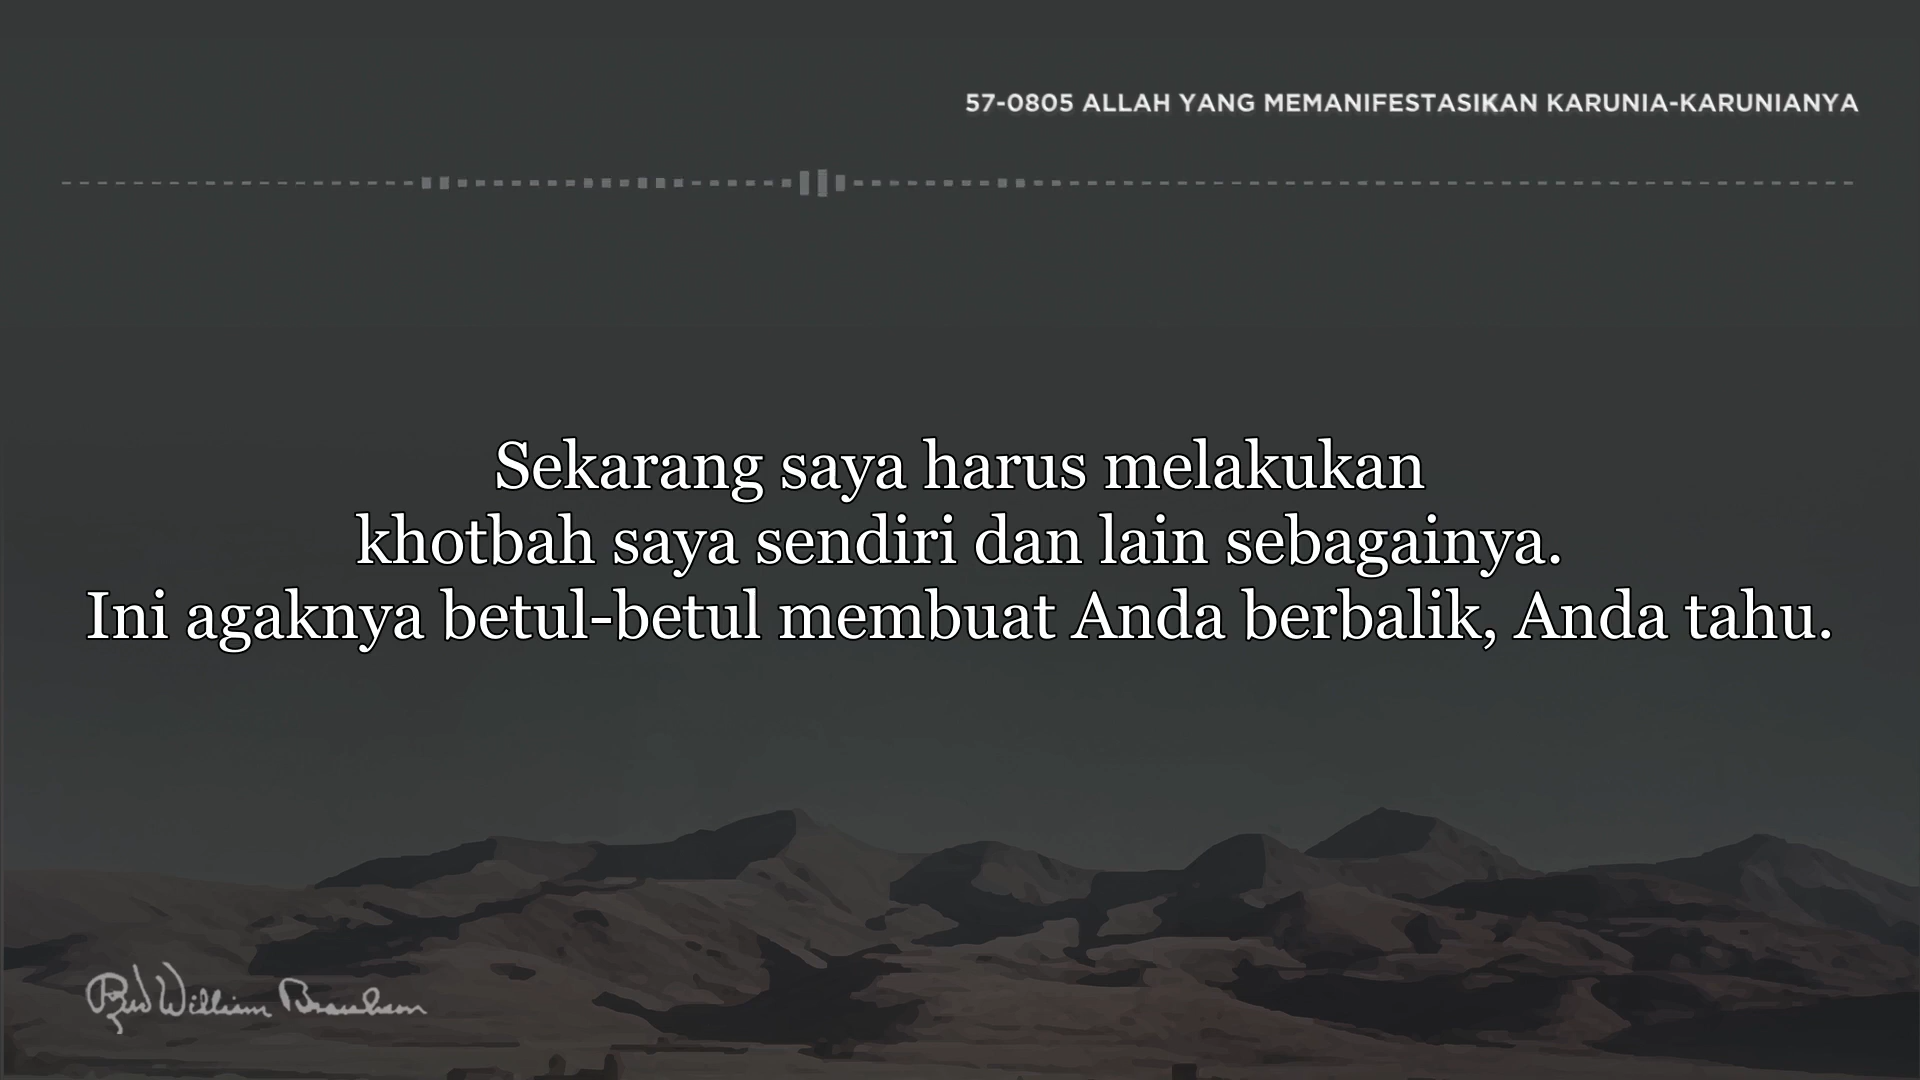 57-0805 ALLAH YANG MEMANIFESTASIKAN KARUNIA-KARUNIANYA
Sekarang saya harus melakukan
khotbah saya sendiri dan lain sebagainya.
Ini agaknya betul-betul membuat Anda berbalik, Anda tahu.
Rev William Branham